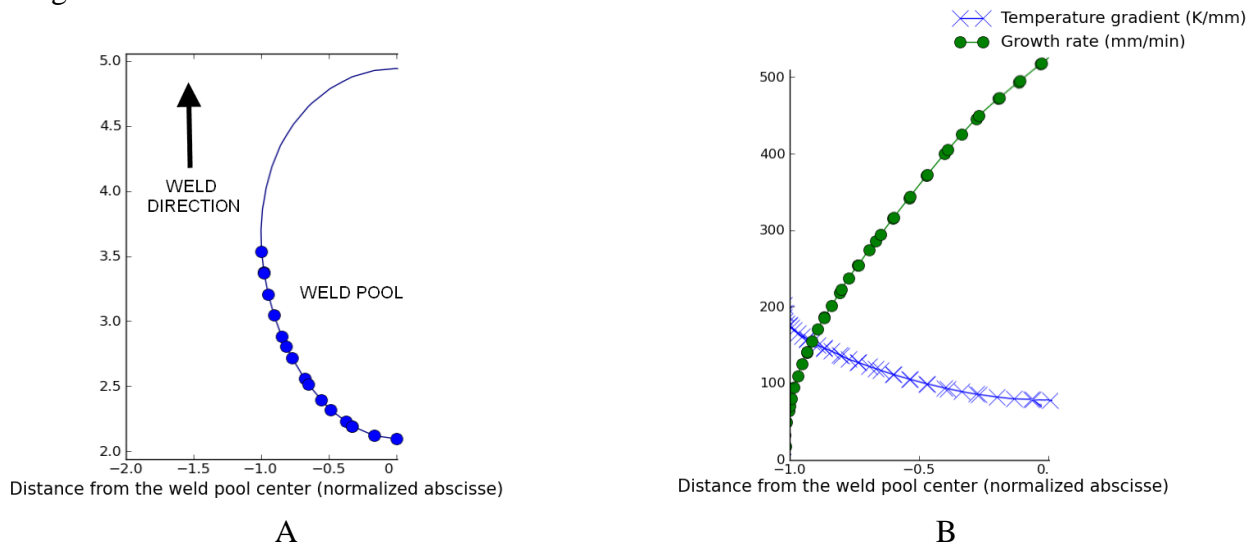 Temperature gradient (K/mm)
Growth rate (mm/min)
5.0
4.5
4.0
3.5
3.0
2.5
2.0
−2.0
−1.5
−1.0
−0.5
0
WELD
DIRECTION
WELD POOL
Distance from the weld pool center (normalized abscisse)
A
500
400
300
200
100
0
−1.0
−0.5
0.
Distance from the weld pool center (normalized abscisse)
B